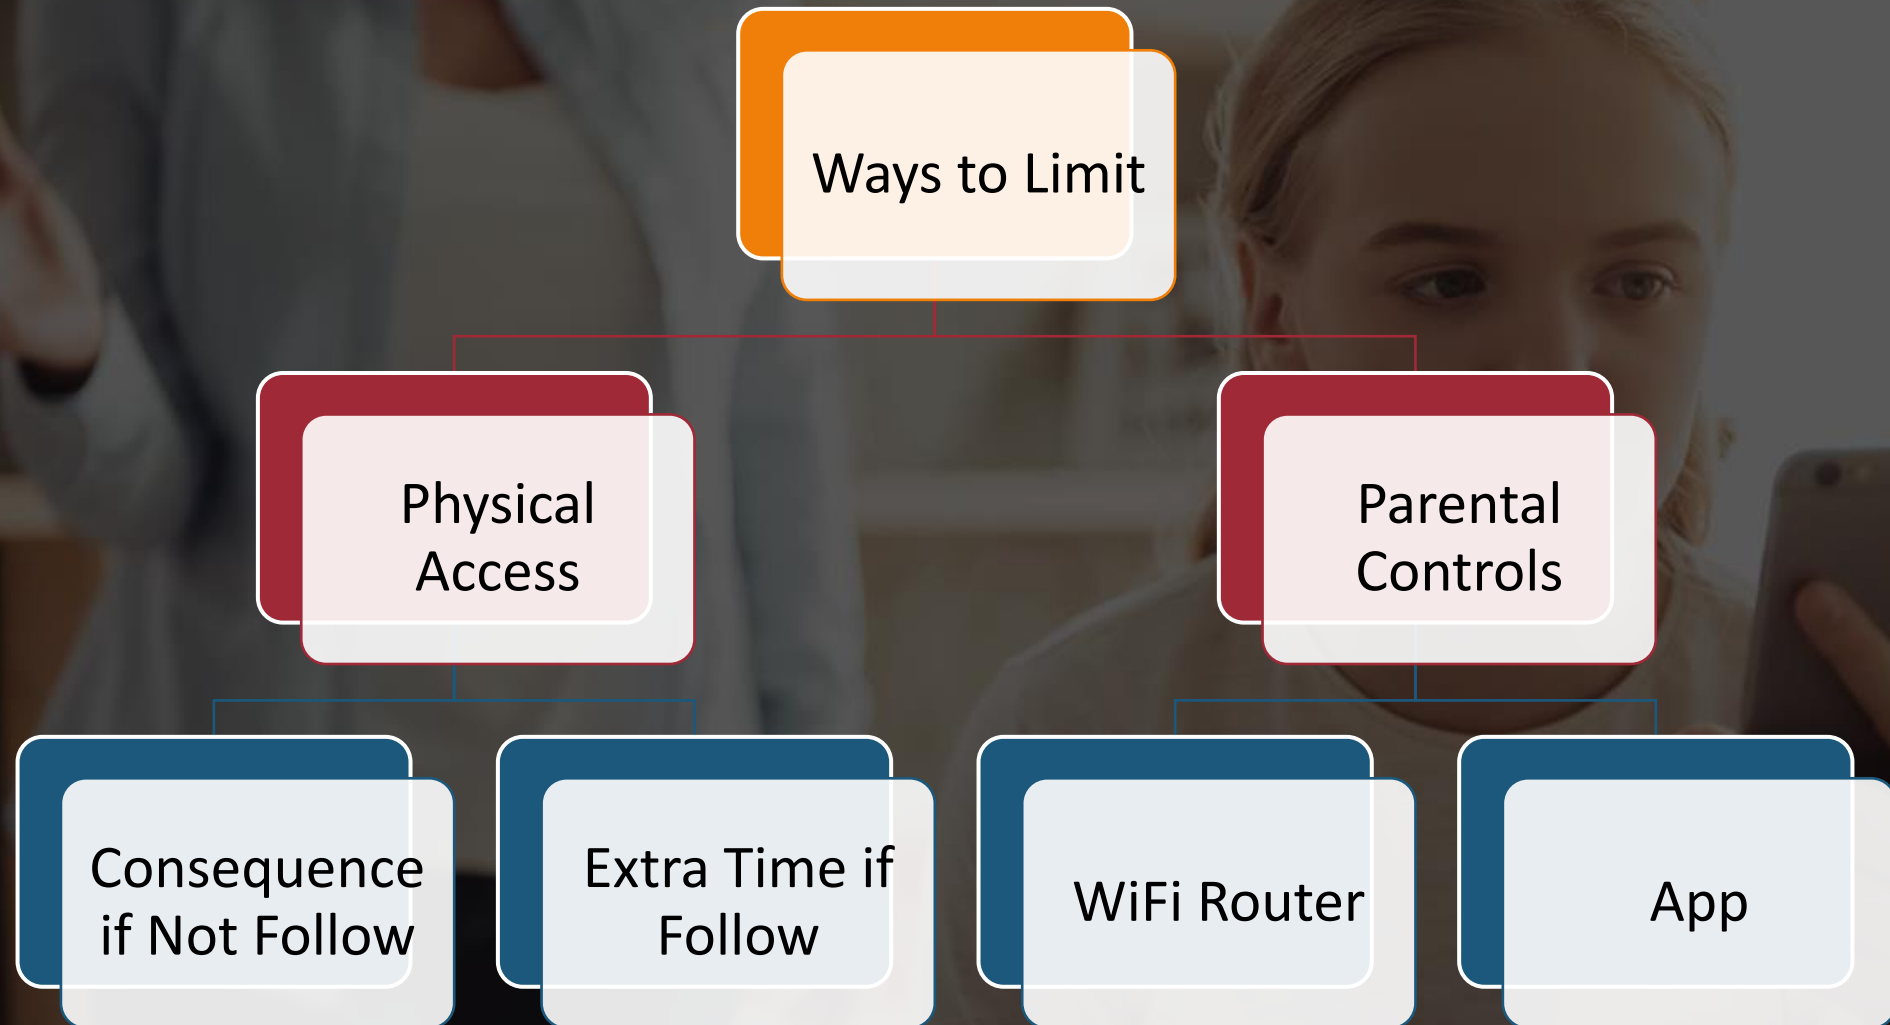 Ways to Limit
Physical
Access
Parental
Controls
Consequence
if Not Follow
Extra Time if
Follow
WiFi Router
App